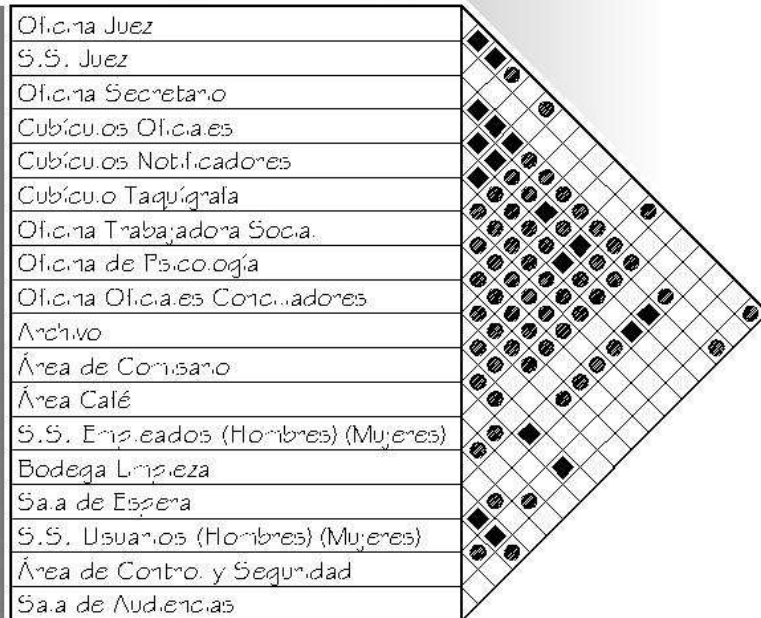 Oficina Juez
S.S. Juez
Oficina Secretario
Cubículos Oficiales
Cubículos Notificadores
Cubículo Taquígrafa
Oficina Trabajadora Social
Oficina de Psicología
Oficina Oficiales Conciliadores
Archivo
Área de Comisario
Área Café
S.S. Empleados (Hombres) (Mujeres)
Bodega Limpieza
Sala de Espera
S.S. Usuarios (Hombres) (Mujeres)
Área de Control y Seguridad
Sala de Audiencias